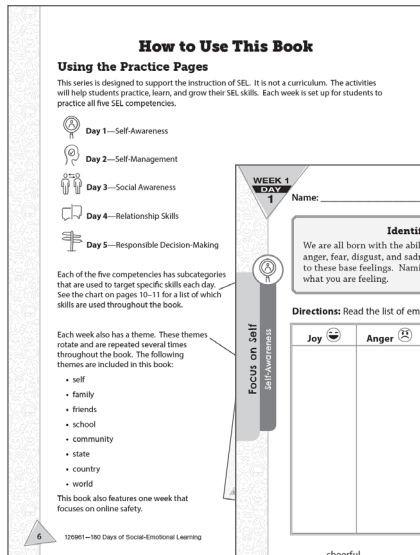 How to Use This Book
Using the Practice Pages
This series is designed to support the instruction of SEL. It is not a curriculum. The activities
will help students practice, learn, and grow their SEL skills. Each week is set up for students to
practice all five SEL competencies.
Day 1—Self-Awareness
Day 2—Self-Management
Day 3—Social Awareness
Day 4—Relationship Skills
Day 5—Responsible Decision-Making
Each of the five competencies has subcategories
that are used to target specific skills each day.
See the chart on pages 10–11 for a list of which
skills are used throughout the book.
Each week also has a theme. These themes
rotate and are repeated several times
throughout the book. The following
themes are included in this book:
• self
• family
• friends
• school
• community
• state
• country
• world
This book also features one week that
focuses on online safety.
WEEK 1
DAY
1
Name:
Identif
We are all born with the abil
anger, fear, disgust, and sadn
to these base feelings. Nami
what you are feeling.
Focus on Self
Self-Awareness
Directions: Read the list of em
Joy
Anger
cheerful
6
126961—180 Days of Social-Emotional Learning